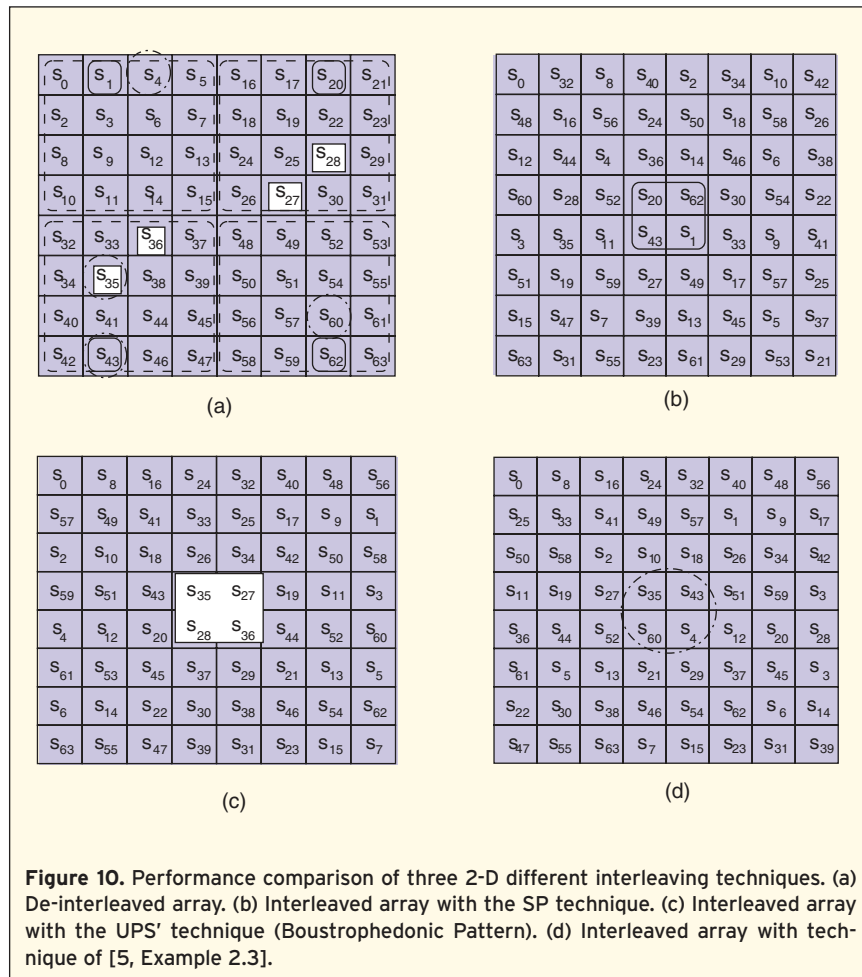 S0 S1 S4 S5 S16 S17 S20 S21
S2 S3 S6 S7 S18 S19 S22 S23
S8 S9 S12 S13 S24 S25 S28 S29
S10 S11 S14 S15 S26 S27 S30 S31
S32 S33 S36 S37 S48 S49 S52 S53
S34 S35 S38 S39 S50 S51 S54 S55
S40 S41 S44 S45 S56 S57 S60 S61
S42 S43 S46 S47 S58 S59 S62 S63
(a)
S0 S32 S8 S40 S2 S34 S10 S42
S48 S16 S56 S24 S50 S18 S58 S26
S12 S44 S4 S36 S14 S46 S6 S38
S60 S28 S52 S20 S62 S30 S54 S22
S3 S35 S11 S43 S1 S33 S9 S41
S51 S19 S59 S27 S49 S17 S57 S25
S15 S47 S7 S39 S13 S45 S5 S37
S63 S31 S55 S23 S61 S29 S53 S21
(b)
S0 S8 S16 S24 S32 S40 S48 S56
S57 S49 S41 S33 S25 S17 S9 S1
S2 S10 S18 S26 S34 S42 S50 S58
S59 S51 S43 S35 S27 S19 S11 S3
S4 S12 S20 S28 S36 S44 S52 S60
S61 S53 S45 S37 S29 S21 S13 S5
S6 S14 S22 S30 S38 S46 S54 S62
S63 S55 S47 S39 S31 S23 S15 S7
(c)
S0 S8 S16 S24 S32 S40 S48 S56
S25 S33 S41 S49 S57 S1 S9 S17
S50 S58 S2 S10 S18 S26 S34 S42
S11 S19 S27 S35 S43 S51 S59 S3
S36 S44 S52 S60 S4 S12 S20 S28
S61 S5 S13 S21 S29 S37 S45 S3
S22 S30 S38 S46 S54 S62 S6 S14
S47 S55 S63 S7 S15 S23 S31 S39
(d)
Figure 10. Performance comparison of three 2-D different interleaving techniques. (a)
De-interleaved array. (b) Interleaved array with the SP technique. (c) Interleaved array
with the UPS' technique (Boustrophedonic Pattern). (d) Interleaved array with tech-
nique of [5, Example 2.3].